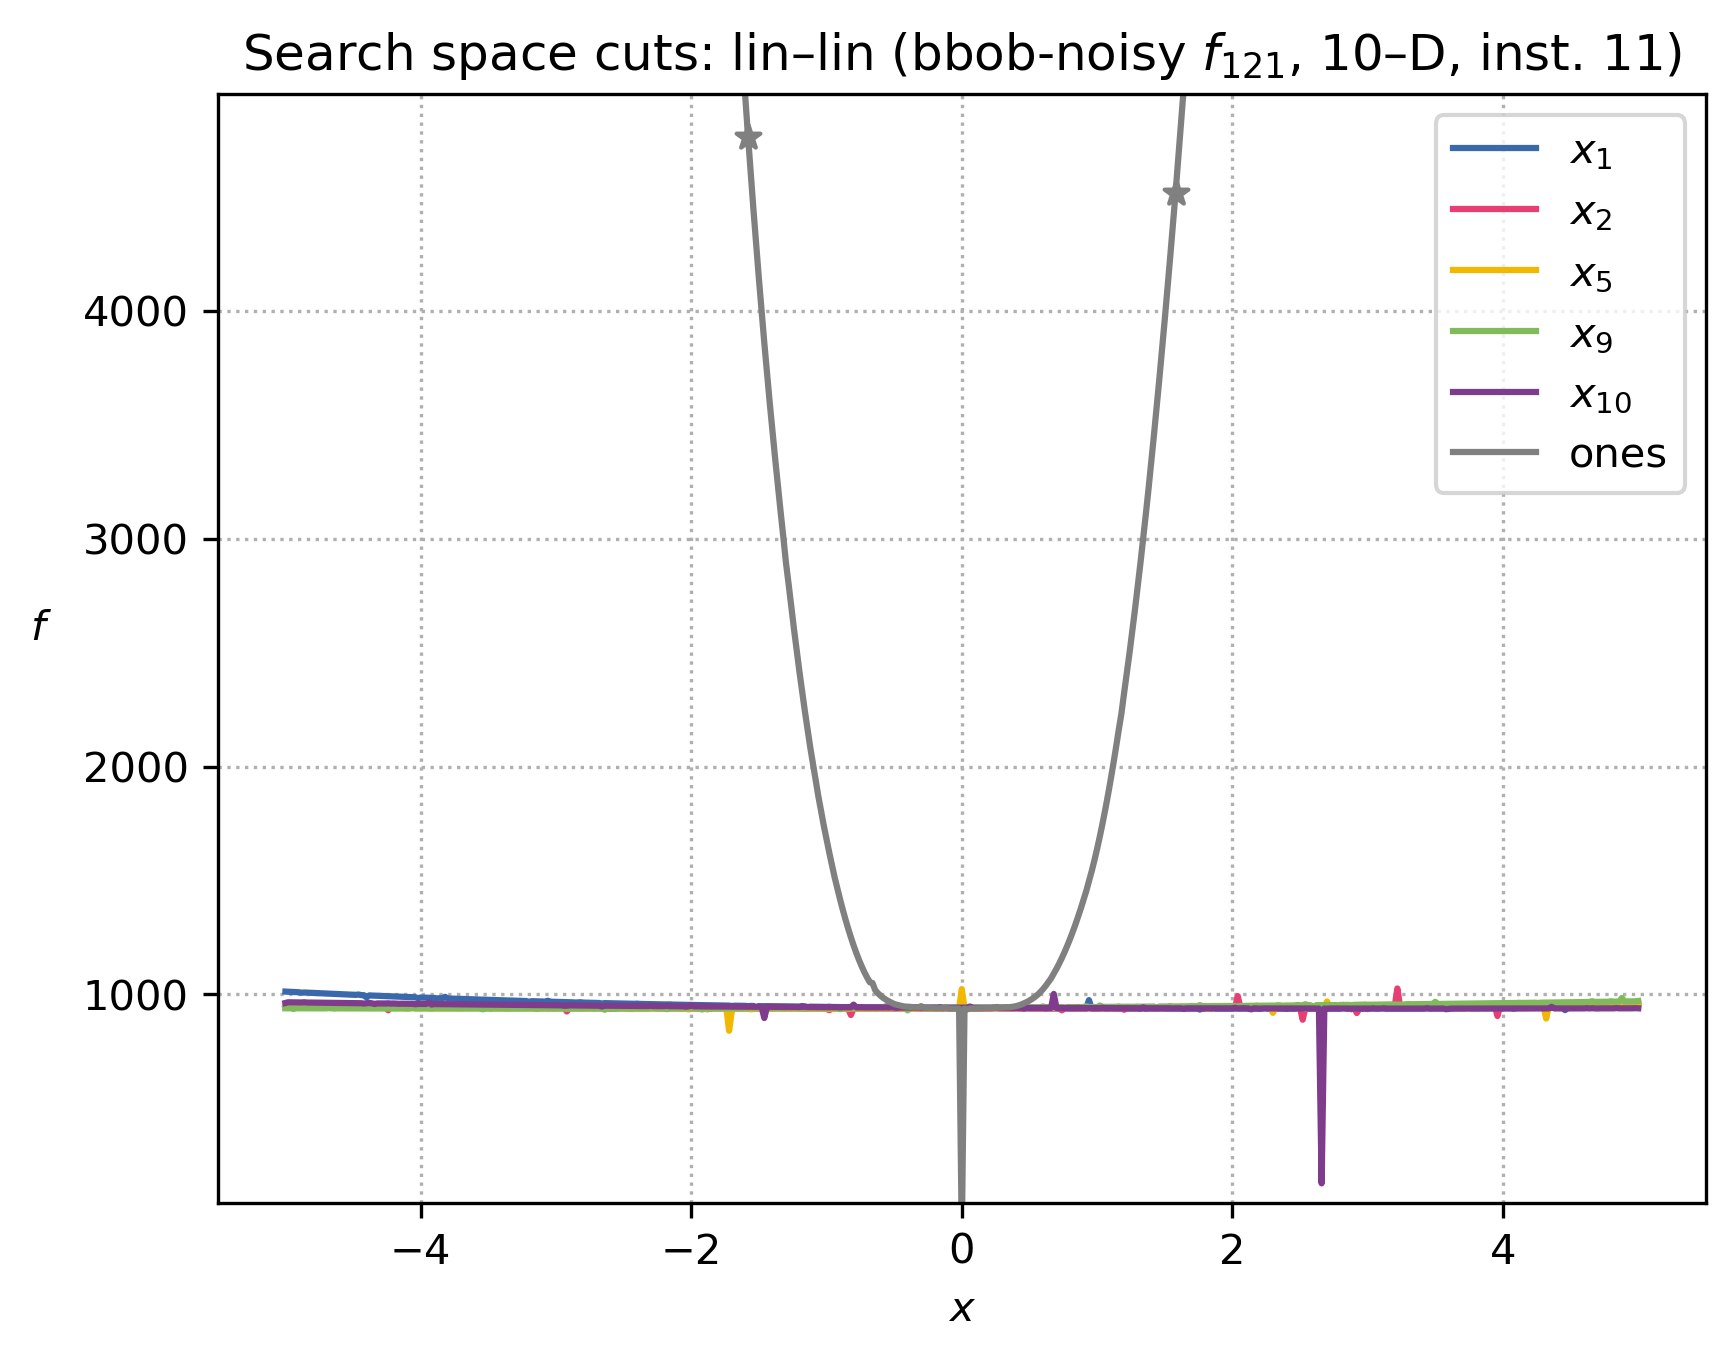 Search space cuts: lin–lin (bbob-noisy f₁₂₁, 10–D, inst. 11)
x₁
x₂
x₅
x₉
x₁₀
ones
4000
3000
2000
1000
f
−4
−2
0
2
4
x